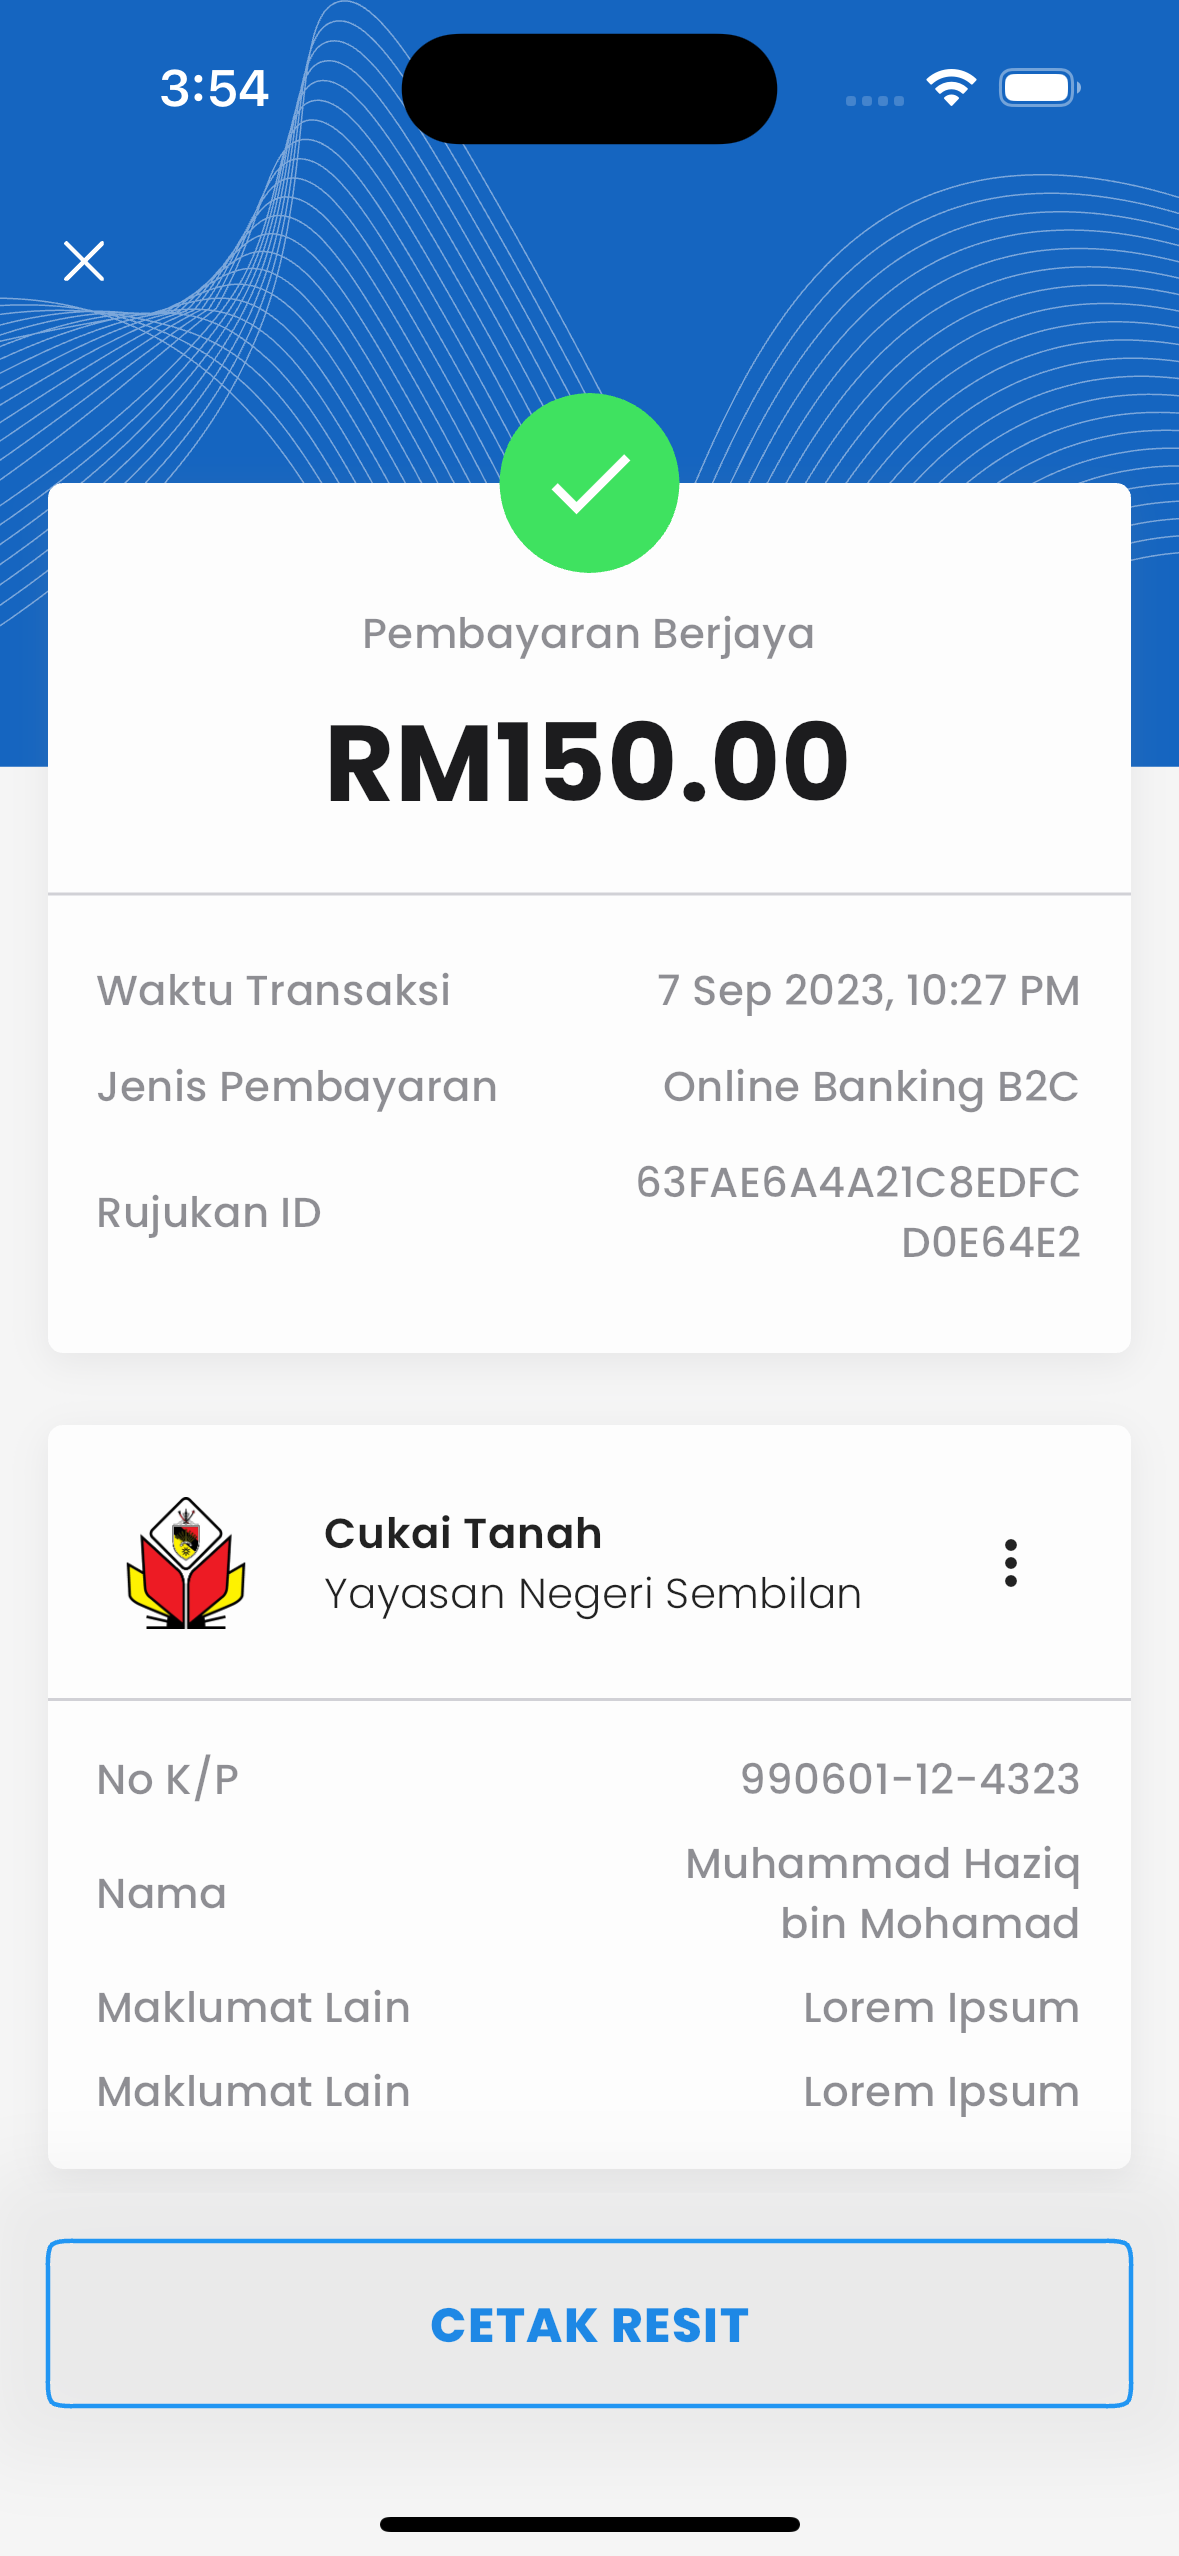 3:54
Pembayaran Berjaya
RM150.00
Waktu Transaksi 7 Sep 2023, 10:27 PM
Jenis Pembayaran Online Banking B2C
Rujukan ID 63FAE6A4A21C8EDFC
D0E64E2
Cukai Tanah
Yayasan Negeri Sembilan
No K/P 990601-12-4323
Nama Muhammad Haziq
bin Mohamad
Maklumat Lain Lorem Ipsum
Maklumat Lain Lorem Ipsum
CETAK RESIT